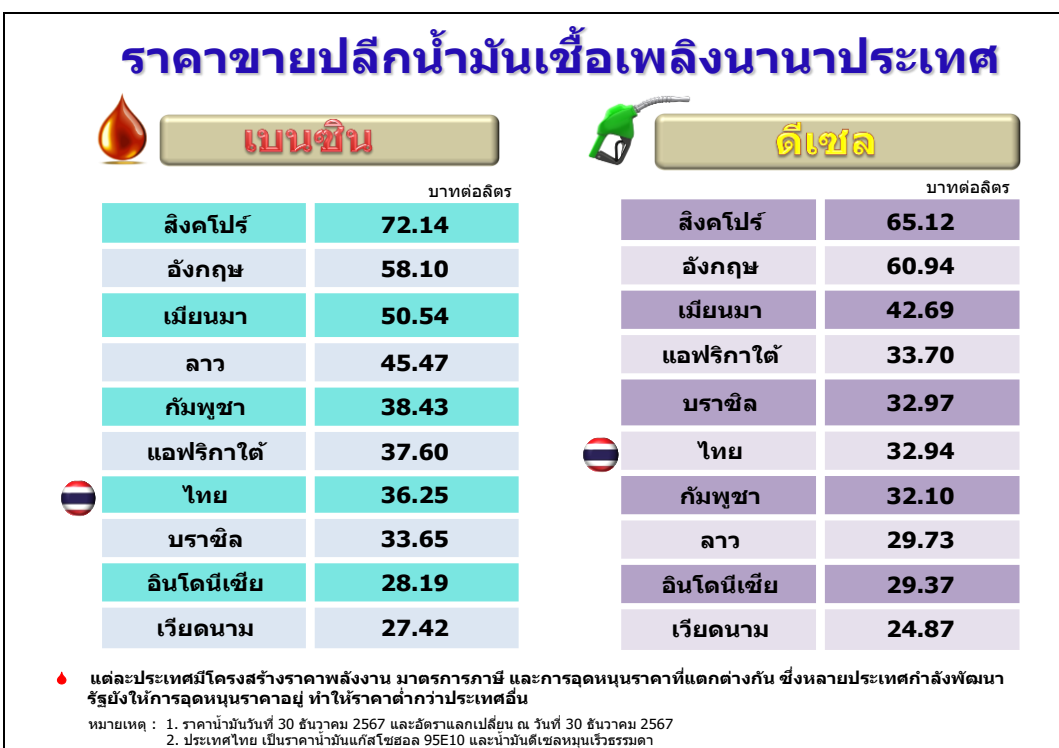 ราคาขายปลีกน้ำมันเชื้อเพลิงนานาประเทศ
เบนซิน
บาทต่อลิตร
สิงคโปร์ 72.14
อังกฤษ 58.10
เมียนมา 50.54
ลาว 45.47
กัมพูชา 38.43
แอฟริกาใต้ 37.60
ไทย 36.25
บราซิล 33.65
อินโดนีเซีย 28.19
เวียดนาม 27.42
ดีเซล
บาทต่อลิตร
สิงคโปร์ 65.12
อังกฤษ 60.94
เมียนมา 42.69
แอฟริกาใต้ 33.70
บราซิล 32.97
ไทย 32.94
กัมพูชา 32.10
ลาว 29.73
อินโดนีเซีย 29.37
เวียดนาม 24.87
แต่ละประเทศมีโครงสร้างราคาพลังงาน มาตรการภาษี และการอุดหนุนราคาที่แตกต่างกัน ซึ่งหลายประเทศกำลังพัฒนา
รัฐยังให้การอุดหนุนราคาอยู่ ทำให้ราคาต่ำกว่าประเทศอื่น
หมายเหตุ : 1. ราคาน้ำมันวันที่ 30 ธันวาคม 2567 และอัตราแลกเปลี่ยน ณ วันที่ 30 ธันวาคม 2567
2. ประเทศไทย เป็นราคาน้ำมันแก๊สโซฮอล 95E10 และน้ำมันดีเซลหมุนเร็วธรรมดา